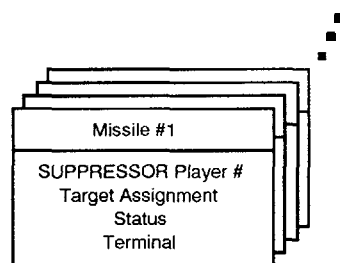 Missile #1
SUPPRESSOR Player #
Target Assignment
Status
Terminal